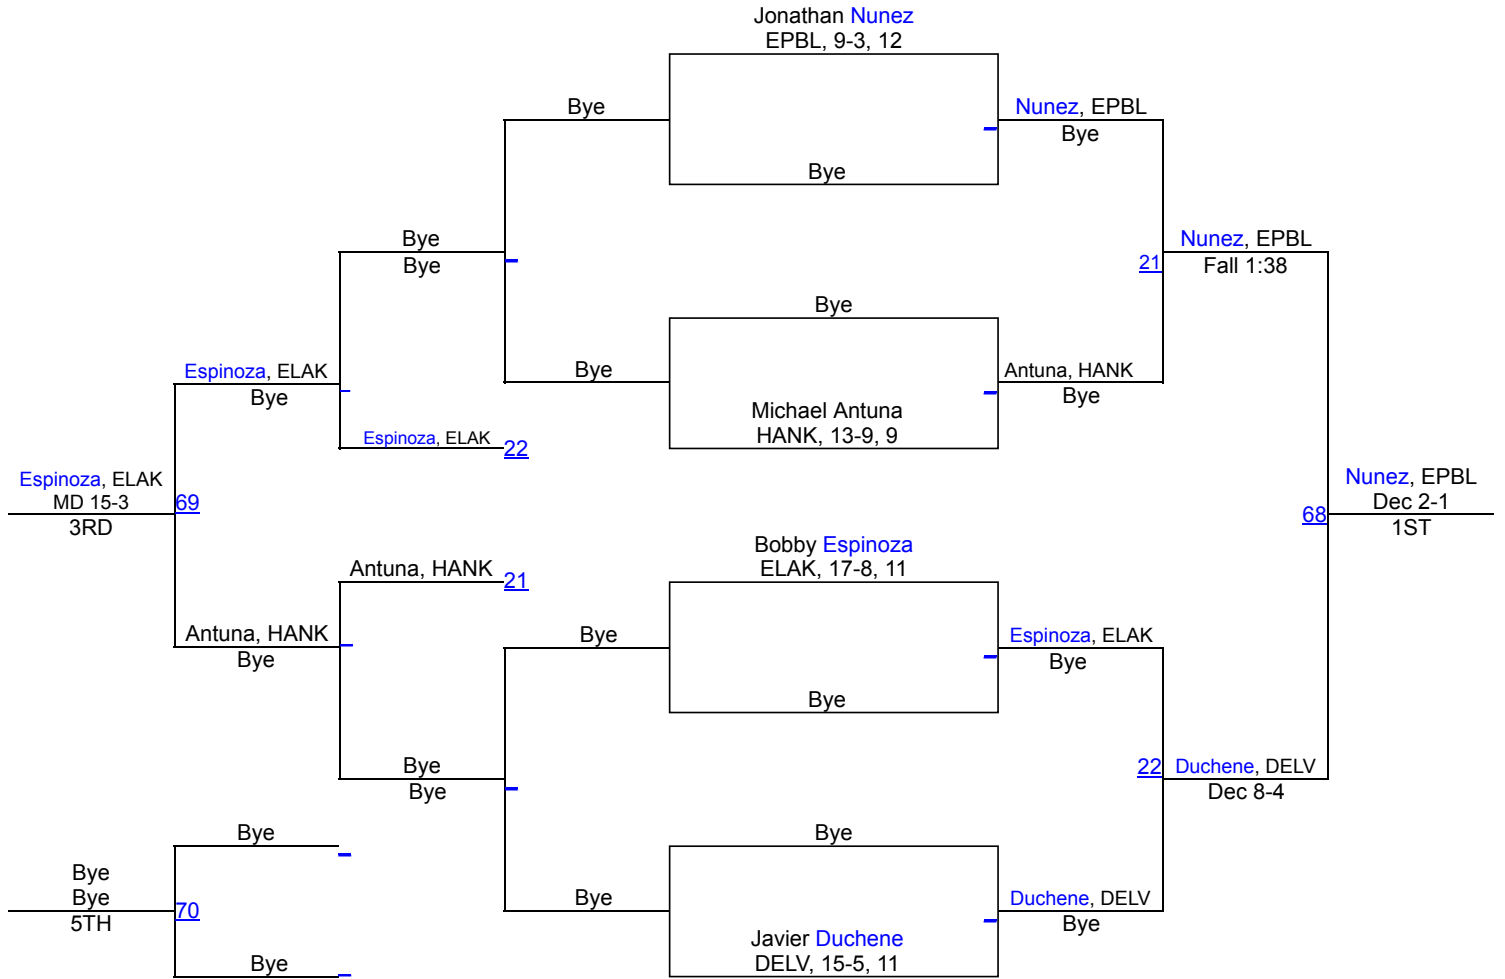 Jonathan Nunez
EPBL, 9-3, 12
Bye
Nunez, EPBL
Bye
Bye
Bye
Bye
Nunez, EPBL
21
Fall 1:38
Bye
Espinoza, ELAK
Bye
Bye
Antuna, HANK
Bye
Michael Antuna
HANK, 13-9, 9
Espinoza, ELAK
22
Espinoza, ELAK
MD 15-3
69
3RD
Nunez, EPBL
Dec 2-1
68
1ST
Bobby Espinoza
ELAK, 17-8, 11
Antuna, HANK
21
Antuna, HANK
Bye
Bye
Espinoza, ELAK
Bye
Bye
Bye
Bye
22
Duchene, DELV
Dec 8-4
Bye
Bye
Bye
Bye
70
5TH
Bye
Duchene, DELV
Bye
Javier Duchene
DELV, 15-5, 11
Bye